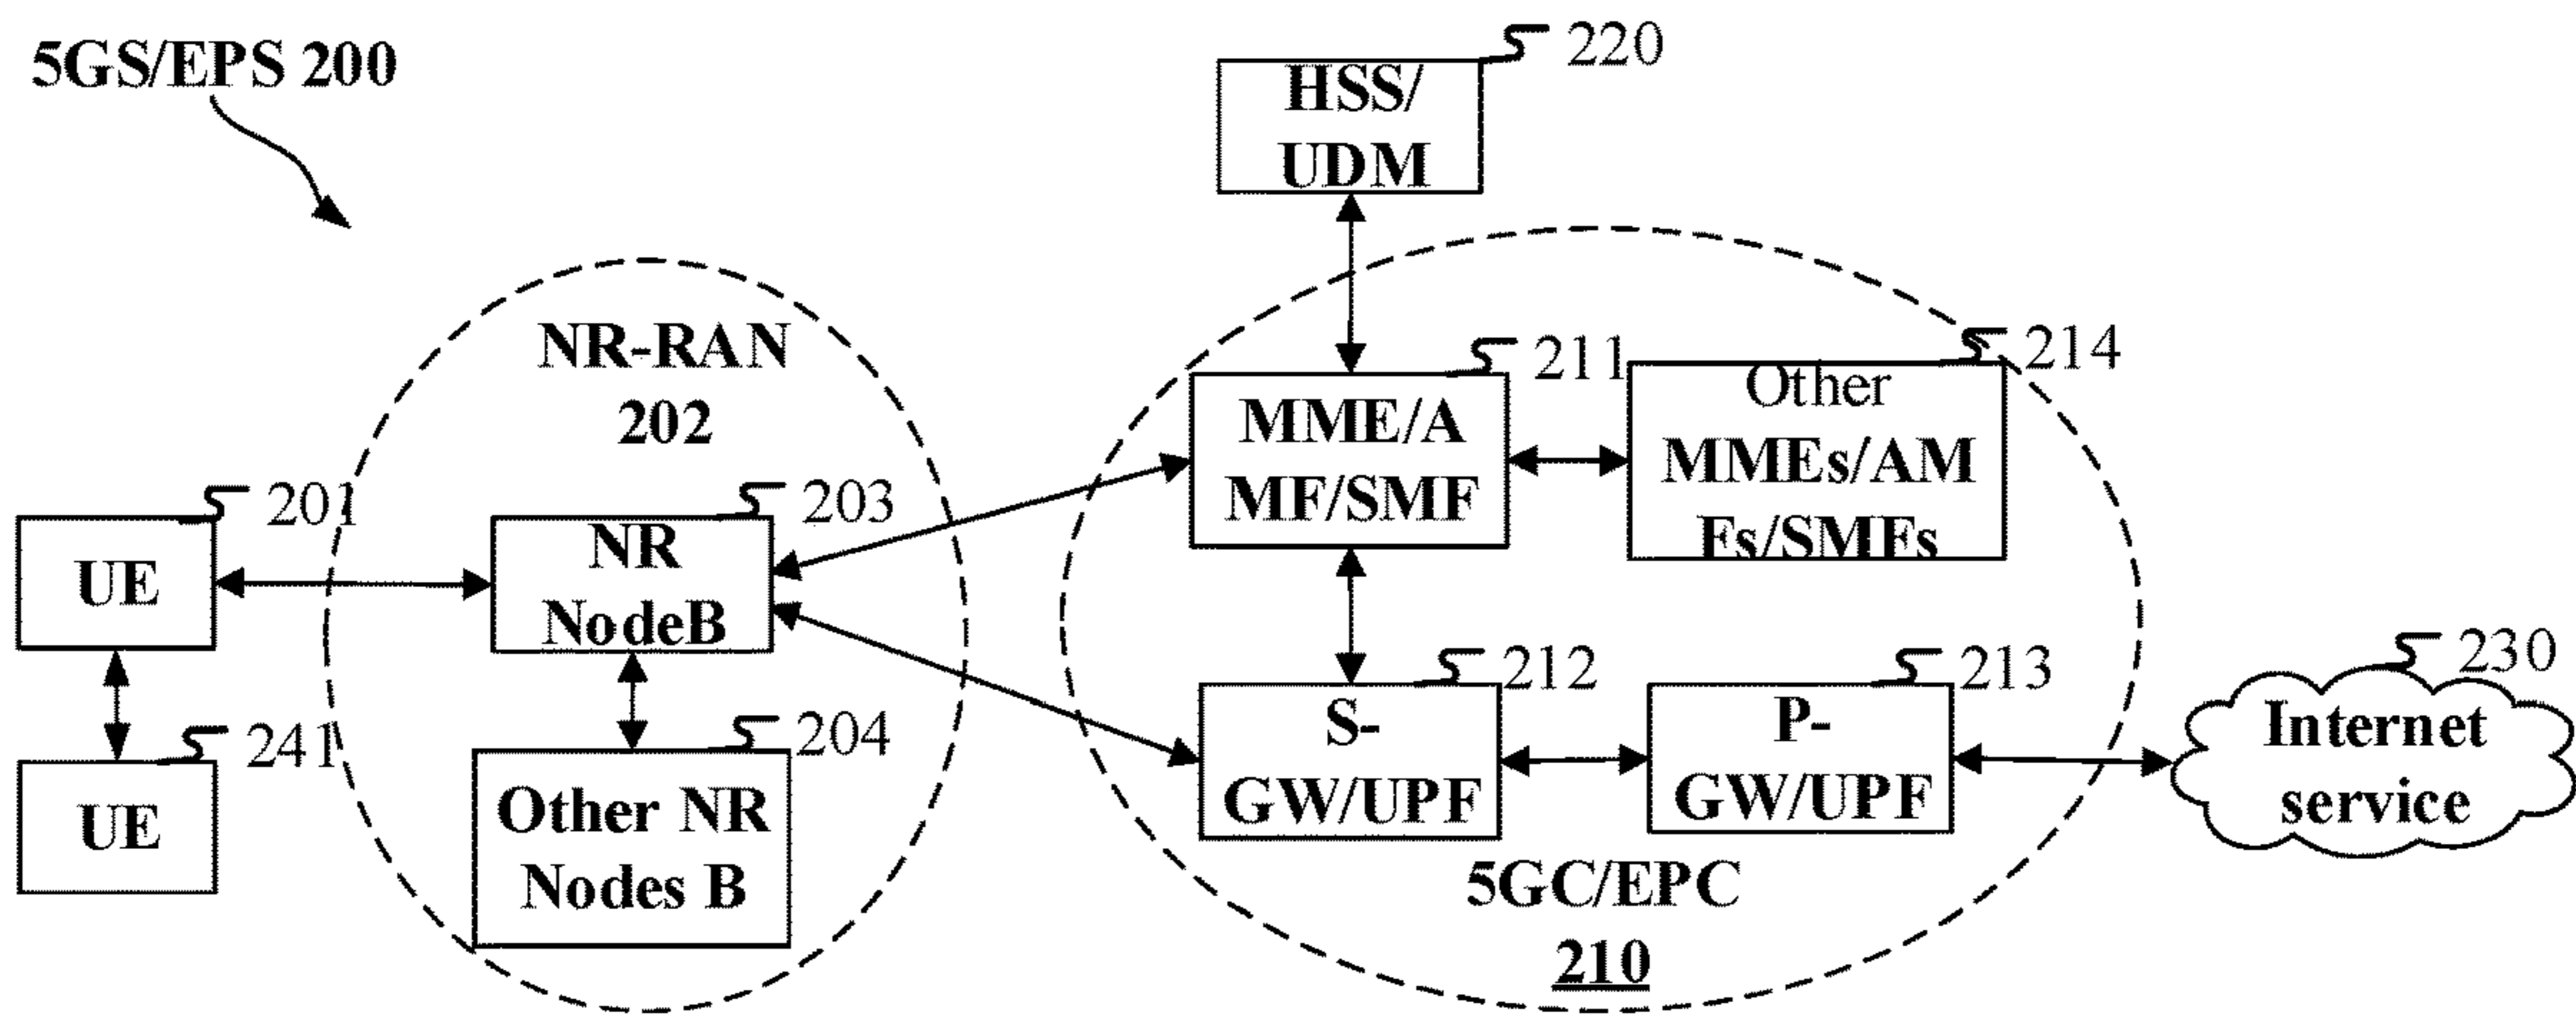 5GS/EPS 200
220
HSS/
UDM
NR-RAN
202
211
214
MME/A
MF/SMF
Other
MMEs/AM
Fs/SMFs
201
UE
203
NR
NodeB
241
UE
204
Other NR
Nodes B
212
S-
GW/UPF
213
P-
GW/UPF
230
Internet
service
5GC/EPC
210